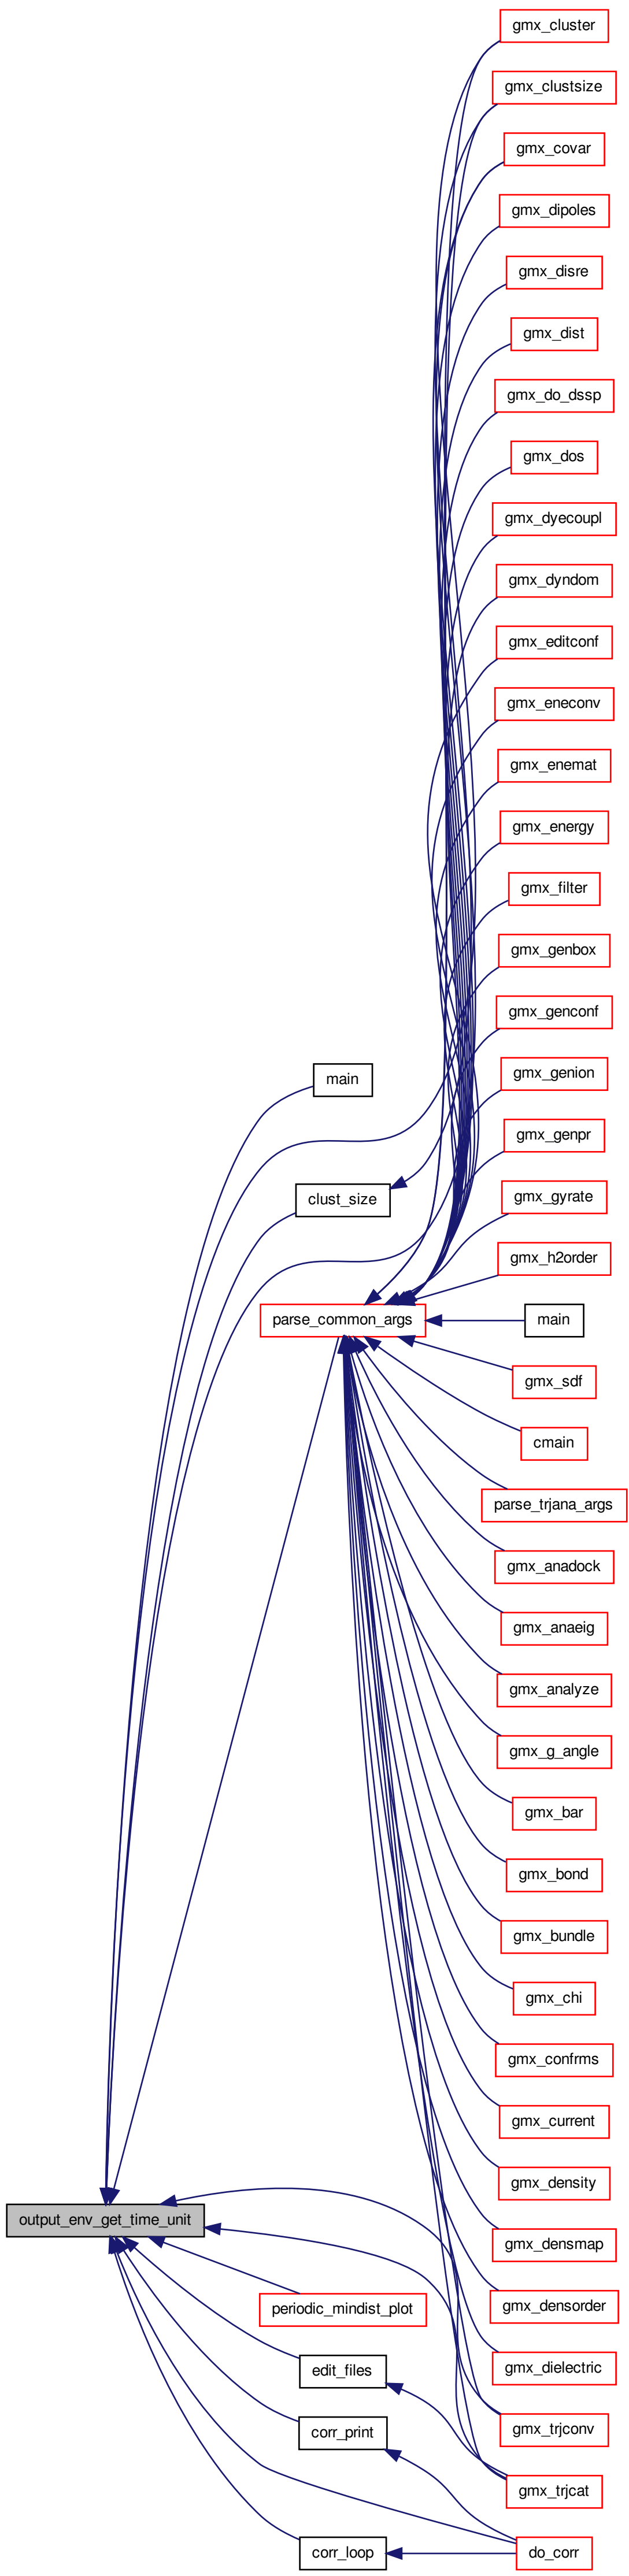 gmx_cluster
gmx_clustsize
gmx_covar
gmx_dipoles
gmx_disre
gmx_dist
gmx_do_dssp
gmx_dos
gmx_dyecoupl
gmx_dyndom
gmx_editconf
gmx_eneconv
gmx_enemat
gmx_energy
gmx_filter
gmx_genbox
gmx_genconf
gmx_genion
main
gmx_genpr
clust_size
gmx_gyrate
gmx_h2order
parse_common_args
main
gmx_sdf
cmain
parse_trjana_args
gmx_anadock
gmx_anaeig
gmx_analyze
gmx_g_angle
gmx_bar
gmx_bond
gmx_bundle
gmx_chi
gmx_confrms
gmx_current
gmx_density
output_env_get_time_unit
gmx_densmap
periodic_mindist_plot
gmx_densorder
edit_files
gmx_dielectric
corr_print
gmx_trjconv
gmx_trjcat
corr_loop
do_corr